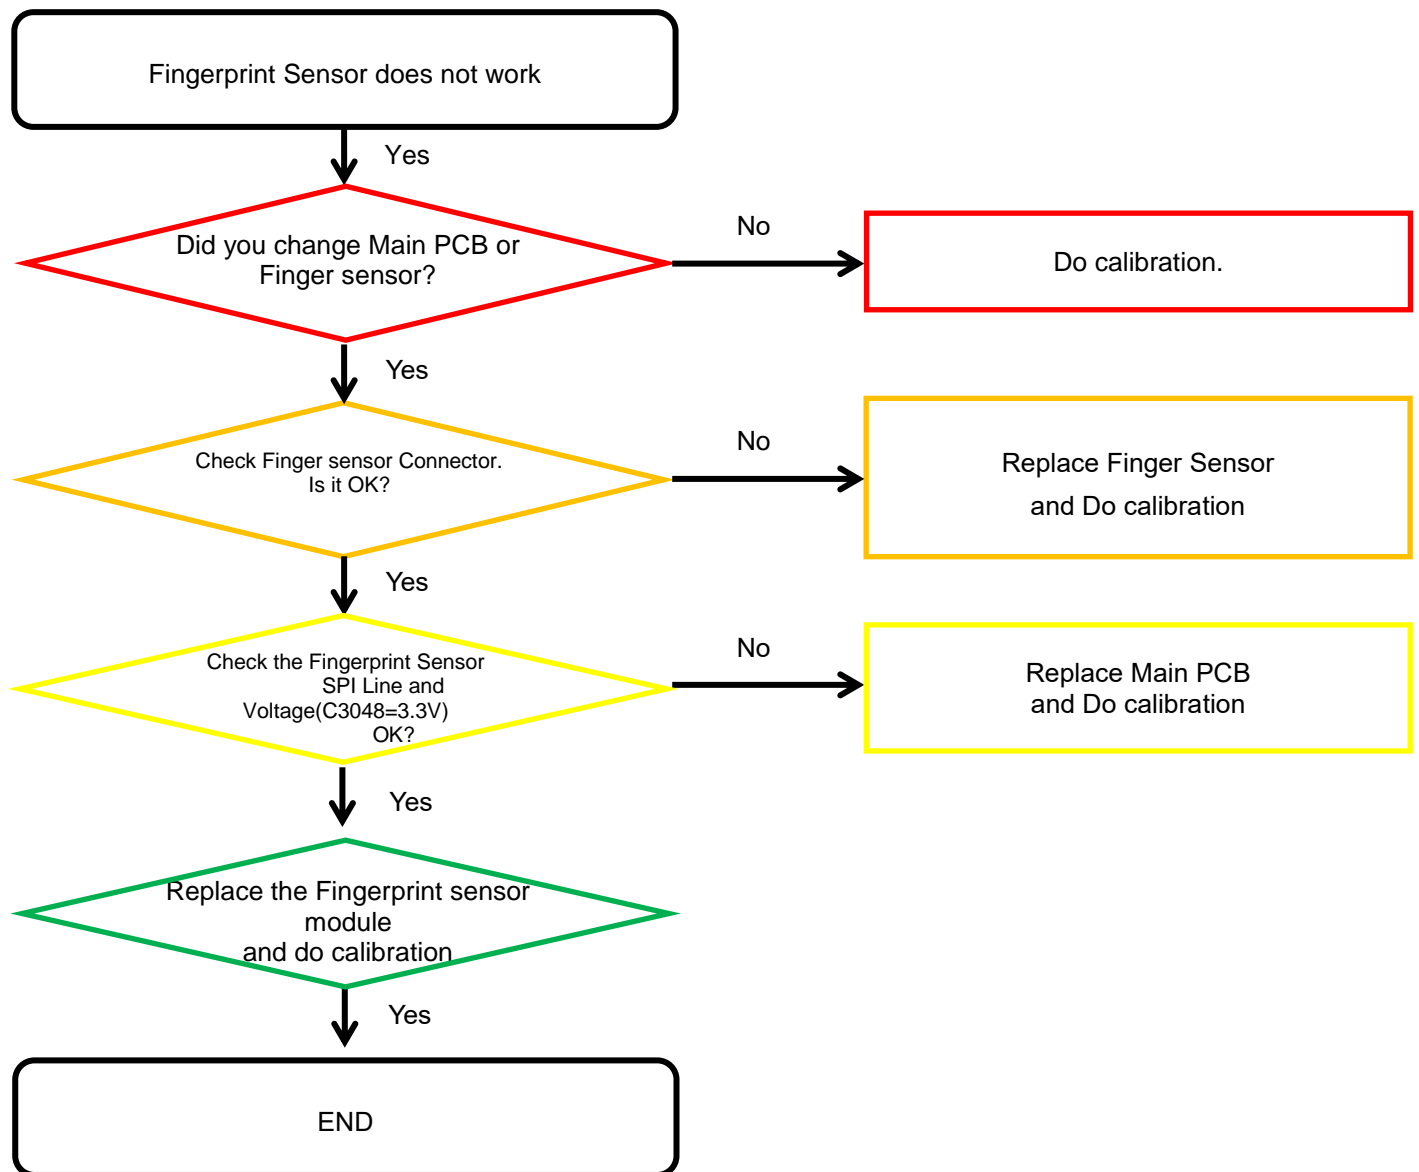 Fingerprint Sensor does not work
Yes
Did you change Main PCB or
Finger sensor?
No
Do calibration.
Yes
Check Finger sensor Connector.
Is it OK?
No
Replace Finger Sensor
and Do calibration
Yes
Check the Fingerprint Sensor
SPI Line and
Voltage(C3048=3.3V)
OK?
No
Replace Main PCB
and Do calibration
Yes
Replace the Fingerprint sensor
module
and do calibration
Yes
END